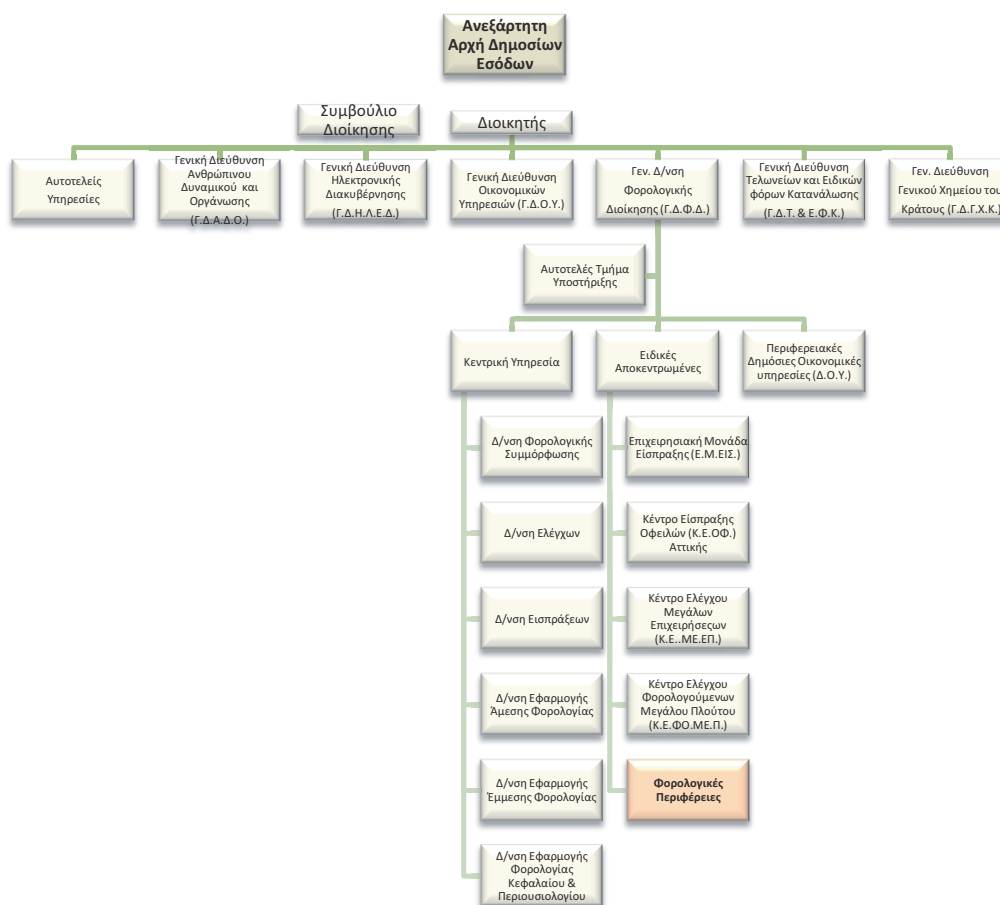 Ανεξάρτητη
Αρχή Δημοσίων
Εσόδων
Συμβούλιο
Διοίκησης
Διοικητής
Αυτοτελείς
Υπηρεσίες
Γενική Διεύθυνση
Ανθρώπινου
Δυναμικού και
Οργάνωσης
(Γ.Δ.Α.Δ.Ο.)
Γενική Διεύθυνση
Ηλεκτρονικής
Διακυβέρνησης
(Γ.Δ.Η.Λ.Ε.Δ.)
Γενική Διεύθυνση
Οικονομικών
Υπηρεσιών (Γ.Δ.Ο.Υ.)
Γεν. Δ/νση
Φορολογικής
Διοίκησης (Γ.Δ.Φ.Δ.)
Γενική Διεύθυνση
Τελωνείων και Ειδικών
φόρων Κατανάλωσης
(Γ.Δ.Τ. & Ε.Φ.Κ.)
Γεν. Διεύθυνση
Γενικού Χημείου του
Κράτους (Γ.Δ.Γ.Χ.Κ.)
Αυτοτελές Τμήμα
Υποστήριξης
Κεντρική Υπηρεσία
Ειδικές
Αποκεντρωμένες
Περιφερειακές
Δημόσιες Οικονομικές
υπηρεσίες (Δ.Ο.Υ.)
Δ/νση Φορολογικής
Συμμόρφωσης
Δ/νση Ελέγχων
Δ/νση Εισπράξεων
Δ/νση Εφαρμογής
Άμεσης Φορολογίας
Δ/νση Εφαρμογής
Έμμεσης Φορολογίας
Δ/νση Εφαρμογής
Φορολογίας
Κεφαλαίου &
Περιουσιολογίου
Επιχειρησιακή Μονάδα
Είσπραξης (Ε.Μ.ΕΙΣ.)
Κέντρο Είσπραξης
Οφειλών (Κ.Ε.ΟΦ.)
Αττικής
Κέντρο Ελέγχου
Μεγάλων
Επιχειρήσεςων
(Κ.Ε..ΜΕ.ΕΠ.)
Κέντρο Ελέγχου
Φορολογούμενων
Μεγάλου Πλούτου
(Κ.Ε.ΦΟ.ΜΕ.Π.)
Φορολογικές
Περιφέρειες